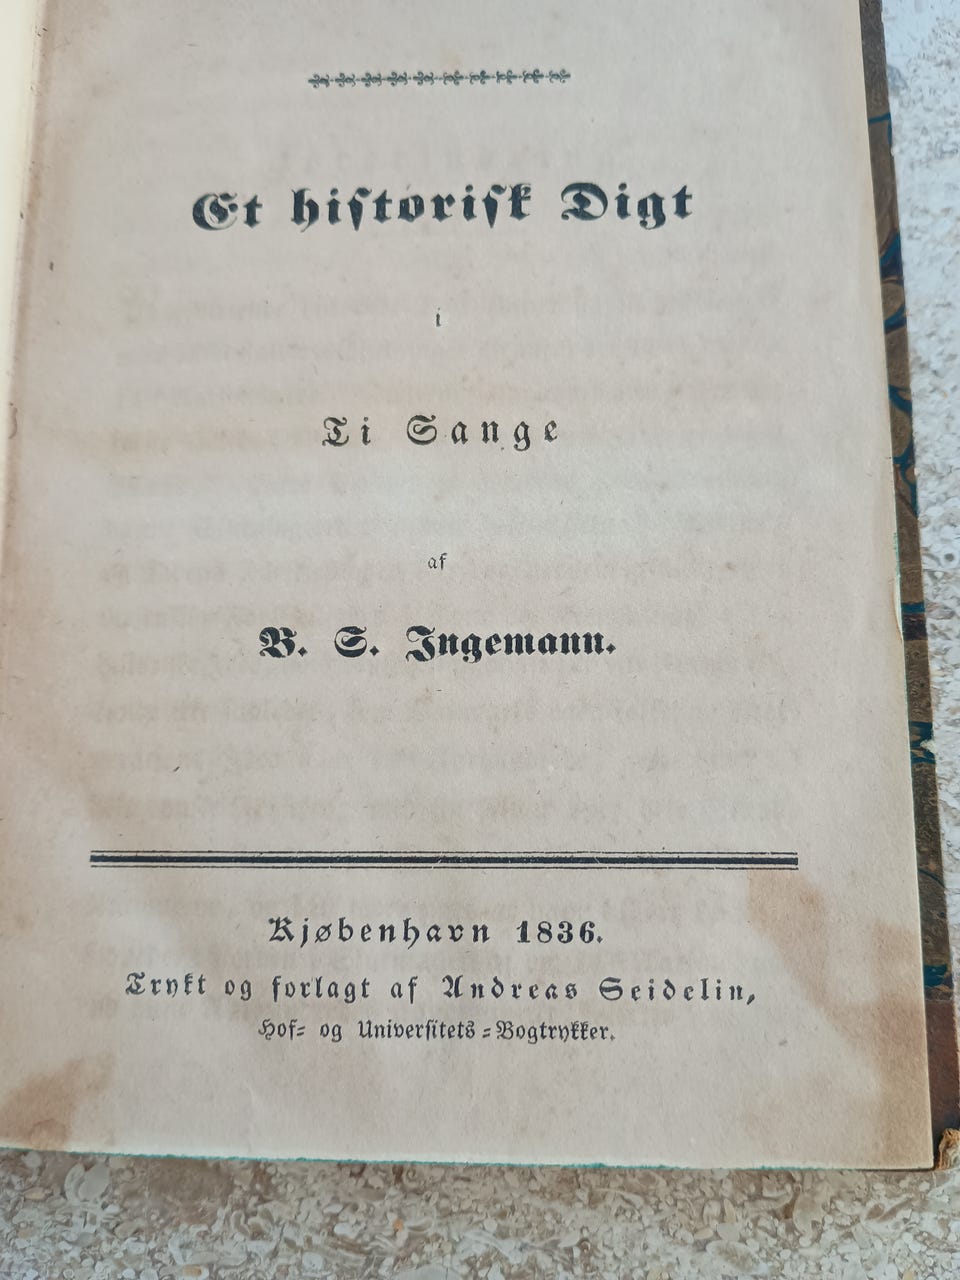 Et hiſtoriſk Digt
i
Ti Sange
af
B. S. Ingemann.
Kjøbenhavn 1836.
Trykt og forlagt af Andreas Seidelin,
Hof- og Univerſitets-Bogtrykker.